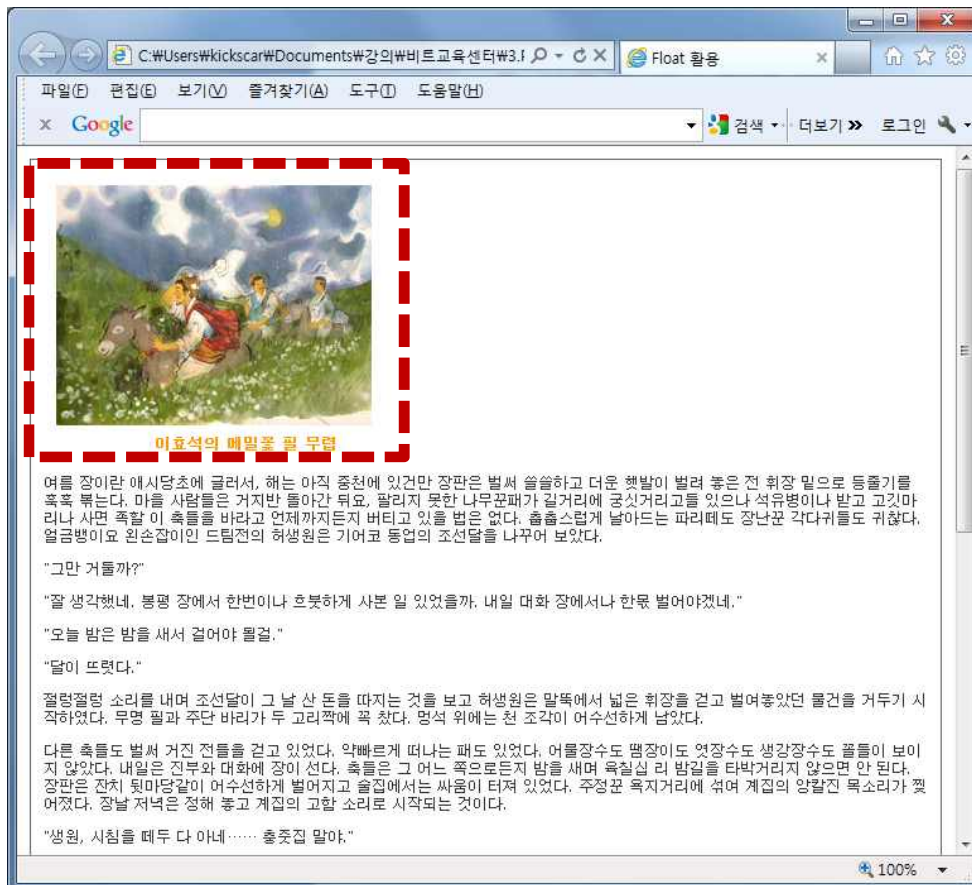 C:₩Users₩kickscar₩Documents₩강의₩비트교육센터₩3.F
Float 활용
파일(F) 편집(E) 보기(V) 즐겨찾기(A) 도구(T) 도움말(H)
x Google 검색 더보기 » 로그인
이효석의 메밀꽃 필 무렵
여름 장이란 애시당초에 글러서, 해는 아직 중천에 있건만 장판은 벌써 쓸쓸하고 더운 햇발이 벌려 놓은 전 휘장 밑으로 등줄기를
훅훅 볶는다. 마을 사람들은 거지반 돌아간 뒤요, 팔리지 못한 나무꾼패가 길거리에 궁싯거리고들 있으나 석유병이나 받고 고깃마
리나 사면 족할 이 축들을 바라고 언제까지든지 버티고 있을 법은 없다. 춥춥스럽게 날아드는 파리떼도 장난꾼 각다귀들도 귀찮다.
얼금뱅이요 왼손잡이인 드팀전의 허생원은 기어코 동업의 조선달을 나꾸어 보았다.
"그만 거둘까?"
"잘 생각했네. 봉평 장에서 한번이나 흐붓하게 사본 일 있었을까. 내일 대화 장에서나 한몫 벌어야겠네."
"오늘 밤은 밤을 새서 걸어야 될걸."
"달이 뜨렷다."
절렁절렁 소리를 내며 조선달이 그 날 산 돈을 따지는 것을 보고 허생원은 말뚝에서 넓은 휘장을 걷고 벌여놓았던 물건을 거두기 시
작하였다. 무명 필과 주단 바리가 두 고리짝에 꼭 찼다. 멍석 위에는 천 조각이 어수선하게 남았다.
다른 축들도 벌써 거진 전들을 걷고 있었다. 약빠르게 떠나는 패도 있었다. 어물장수도 땜장이도 엿장수도 생강장수도 꼴들이 보이
지 않았다. 내일은 진부와 대화에 장이 선다. 축들은 그 어느 쪽으로든지 밤을 새며 육칠십 리 밤길을 타박거리지 않으면 안 된다.
장판은 잔치 뒷마당같이 어수선하게 벌어지고 술집에서는 싸움이 터져 있었다. 주정꾼 욕지거리에 섞여 계집의 앙칼진 목소리가 찢
어졌다. 장날 저녁은 정해 놓고 계집의 고함 소리로 시작되는 것이다.
"생원, 시침을 떼두 다 아네…… 충줏집 말야."
100%